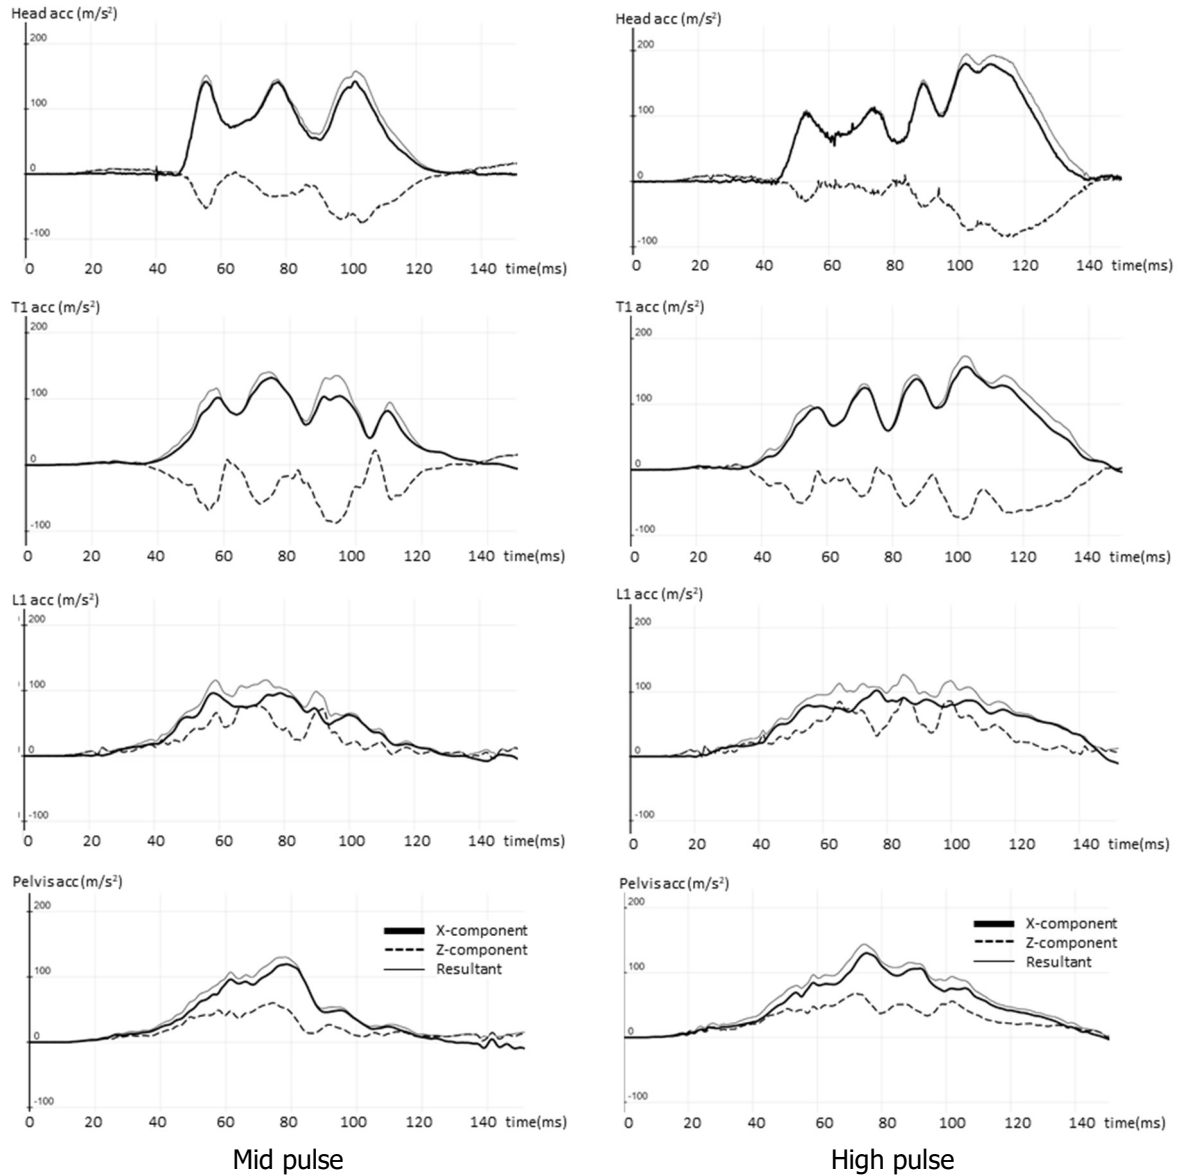 Head acc (m/s²)
200
100
0
-100
0 20 40 60 80 100 120 140 time(ms)
Head acc (m/s²)
200
100
0
-100
0 20 40 60 80 100 120 140 time(ms)
T1 acc (m/s²)
200
100
0
-100
0 20 40 60 80 100 120 140 time(ms)
T1 acc (m/s²)
200
100
0
-100
0 20 40 60 80 100 120 140 time(ms)
L1 acc (m/s²)
200
100
0
-100
0 20 40 60 80 100 120 140 time(ms)
L1 acc (m/s²)
200
100
0
-100
0 20 40 60 80 100 120 140 time(ms)
Pelvis acc (m/s²)
200
100
0
-100
X-component
Z-component
Resultant
0 20 40 60 80 100 120 140 time(ms)
Pelvis acc (m/s²)
200
100
0
-100
X-component
Z-component
Resultant
0 20 40 60 80 100 120 140 time(ms)
Mid pulse
High pulse